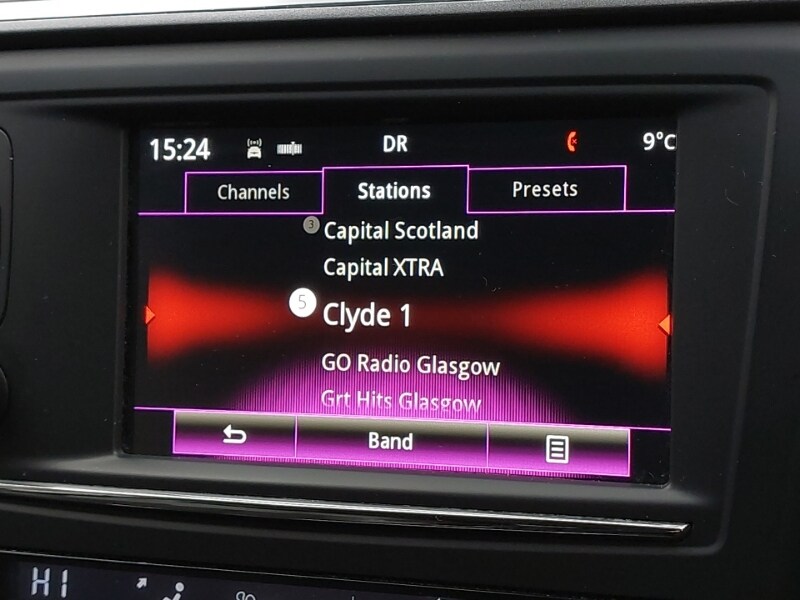 15:24 DR 9°C
Channels Stations Presets
3 Capital Scotland
Capital XTRA
5 Clyde 1
GO Radio Glasgow
Grt Hits Glasgow
Band
HI